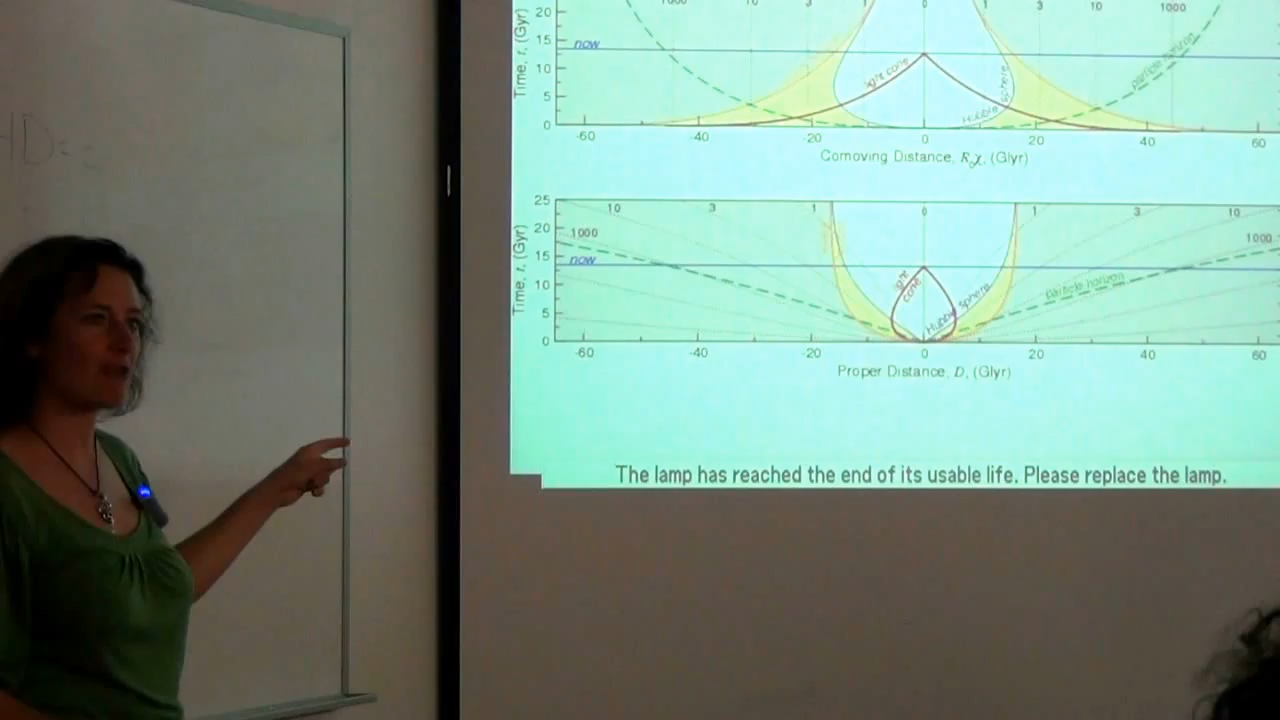 HD=
20
1000 10 3 1 0 1 3 10 1000
now
15
10
5
0
Time, t, (Gyr)
light cone
Hubble sphere
particle horizon
-60 -40 -20 0 20 40 60
Comoving Distance, R₀χ, (Glyr)
25
10 3 1 0 1 3 10
20
1000 1000
now
15
10
5
0
Time, t, (Gyr)
light cone
Hubble sphere
Particle horizon
-60 -40 -20 0 20 40 60
Proper Distance, D, (Glyr)
The lamp has reached the end of its usable life. Please replace the lamp.